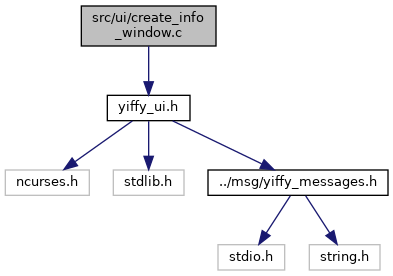 src/ui/create_info
_window.c
yiffy_ui.h
ncurses.h
stdlib.h
../msg/yiffy_messages.h
stdio.h
string.h